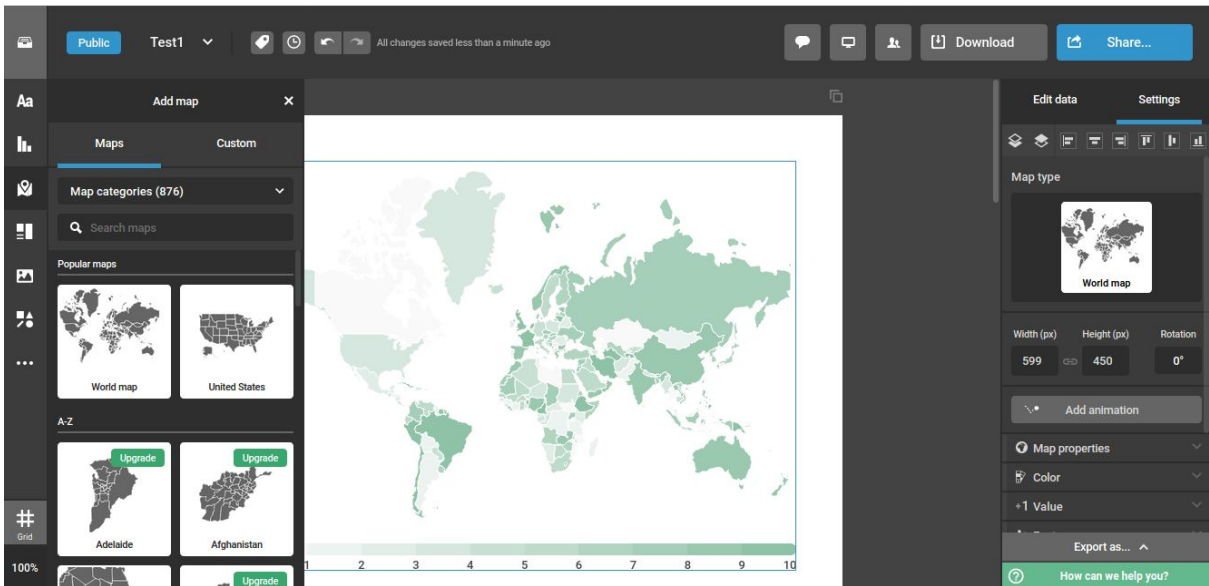 Public Test1 All changes saved less than a minute ago Download Share...
Aa
Add map
Maps Custom
Map categories (876)
Search maps
Popular maps
World map United States
A-Z
Upgrade Upgrade
Adelaide Afghanistan
Upgrade
Grid
100%
1 2 3 4 5 6 7 8 9 10
Edit data Settings
Map type
World map
Width (px) Height (px) Rotation
599 450 0°
Add animation
Map properties
Color
+1 Value
Export as...
How can we help you?